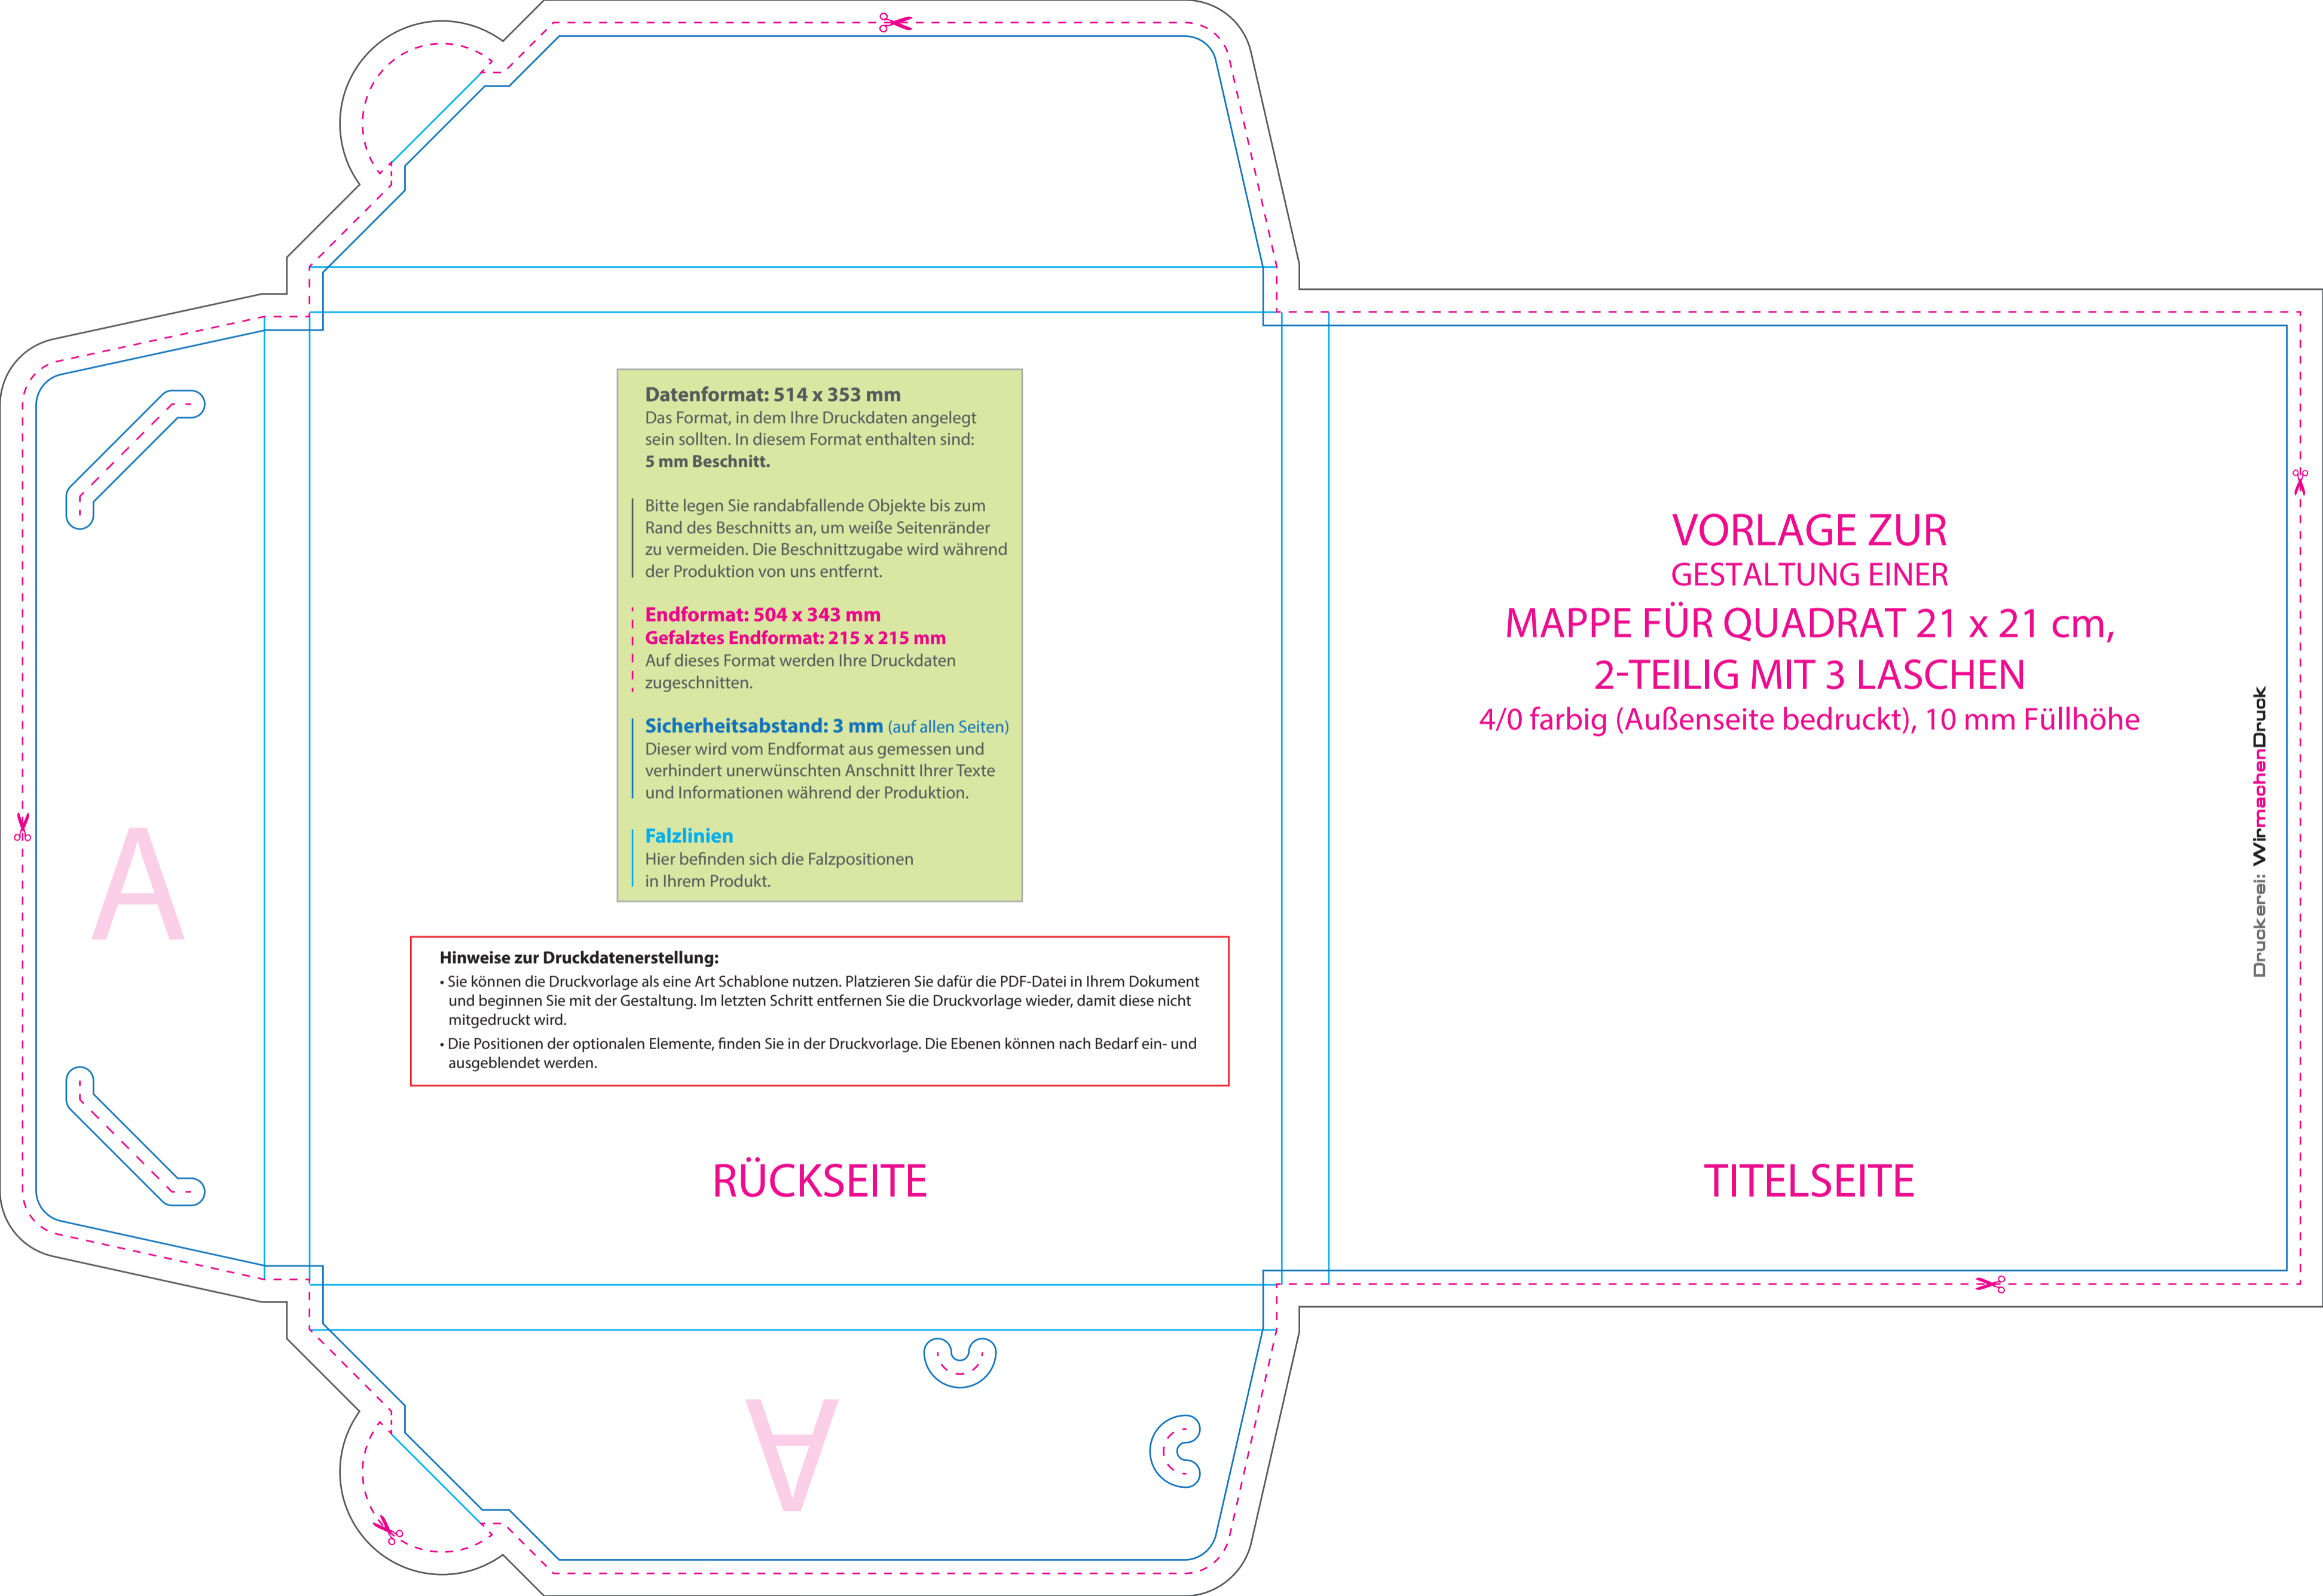 Datenformat: 514 x 353 mm
Das Format, in dem Ihre Druckdaten angelegt
sein sollten. In diesem Format enthalten sind:
5 mm Beschnitt.
Bitte legen Sie randabfallende Objekte bis zum
Rand des Beschnitts an, um weiße Seitenränder
zu vermeiden. Die Beschnittzugabe wird während
der Produktion von uns entfernt.
Endformat: 504 x 343 mm
Gefalztes Endformat: 215 x 215 mm
Auf dieses Format werden Ihre Druckdaten
zugeschnitten.
Sicherheitsabstand: 3 mm (auf allen Seiten)
Dieser wird vom Endformat aus gemessen und
verhindert unerwünschten Anschnitt Ihrer Texte
und Informationen während der Produktion.
Falzlinien
Hier befinden sich die Falzpositionen
in Ihrem Produkt.
Hinweise zur Druckdatenerstellung:
• Sie können die Druckvorlage als eine Art Schablone nutzen. Platzieren Sie dafür die PDF-Datei in Ihrem Dokument
und beginnen Sie mit der Gestaltung. Im letzten Schritt entfernen Sie die Druckvorlage wieder, damit diese nicht
mitgedruckt wird.
• Die Positionen der optionalen Elemente, finden Sie in der Druckvorlage. Die Ebenen können nach Bedarf ein- und
ausgeblendet werden.
RÜCKSEITE
A
A
VORLAGE ZUR
GESTALTUNG EINER
MAPPE FÜR QUADRAT 21 x 21 cm,
2-TEILIG MIT 3 LASCHEN
4/0 farbig (Außenseite bedruckt), 10 mm Füllhöhe
TITELSEITE
Druckerei: WirmachenDruck